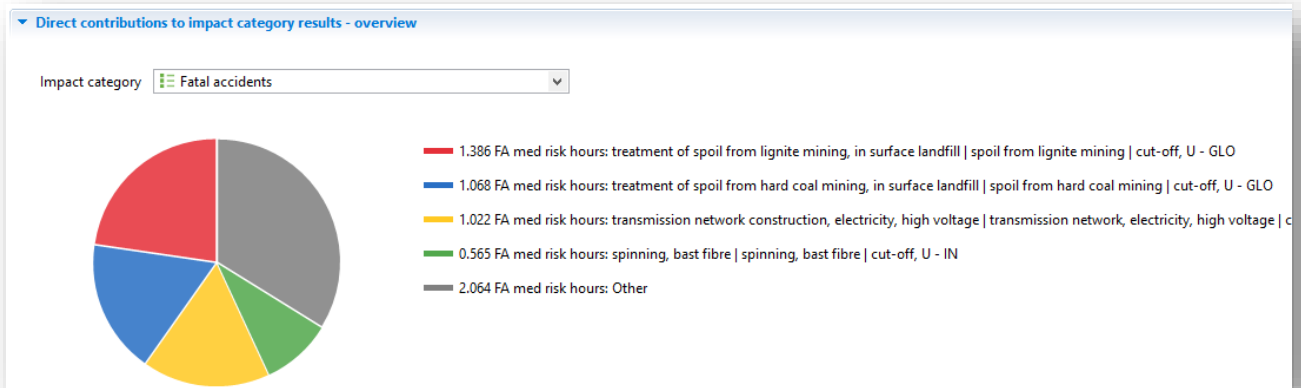 Direct contributions to impact category results - overview
Impact category Fatal accidents
1.386 FA med risk hours: treatment of spoil from lignite mining, in surface landfill | spoil from lignite mining | cut-off, U - GLO
1.068 FA med risk hours: treatment of spoil from hard coal mining, in surface landfill | spoil from hard coal mining | cut-off, U - GLO
1.022 FA med risk hours: transmission network construction, electricity, high voltage | transmission network, electricity, high voltage | c
0.565 FA med risk hours: spinning, bast fibre | spinning, bast fibre | cut-off, U - IN
2.064 FA med risk hours: Other